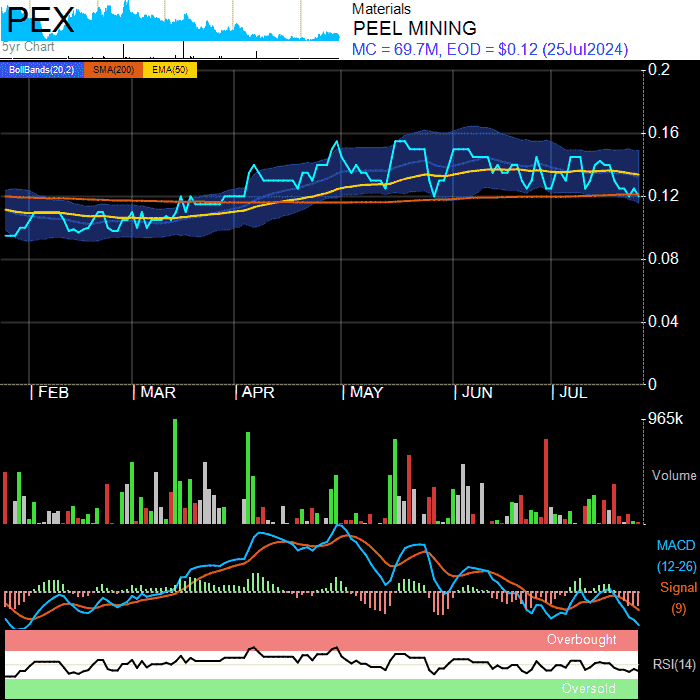 PEX
5yr Chart
Materials
PEEL MINING
MC = 69.7M, EOD = $0.12 (25Jul2024)
BollBands(20,2) SMA(200) EMA(50)
0.2
0.16
0.12
0.08
0.04
0
FEB MAR APR MAY JUN JUL
965k
Volume
MACD
(12-26)
Signal
(9)
Overbought
RSI(14)
Oversold